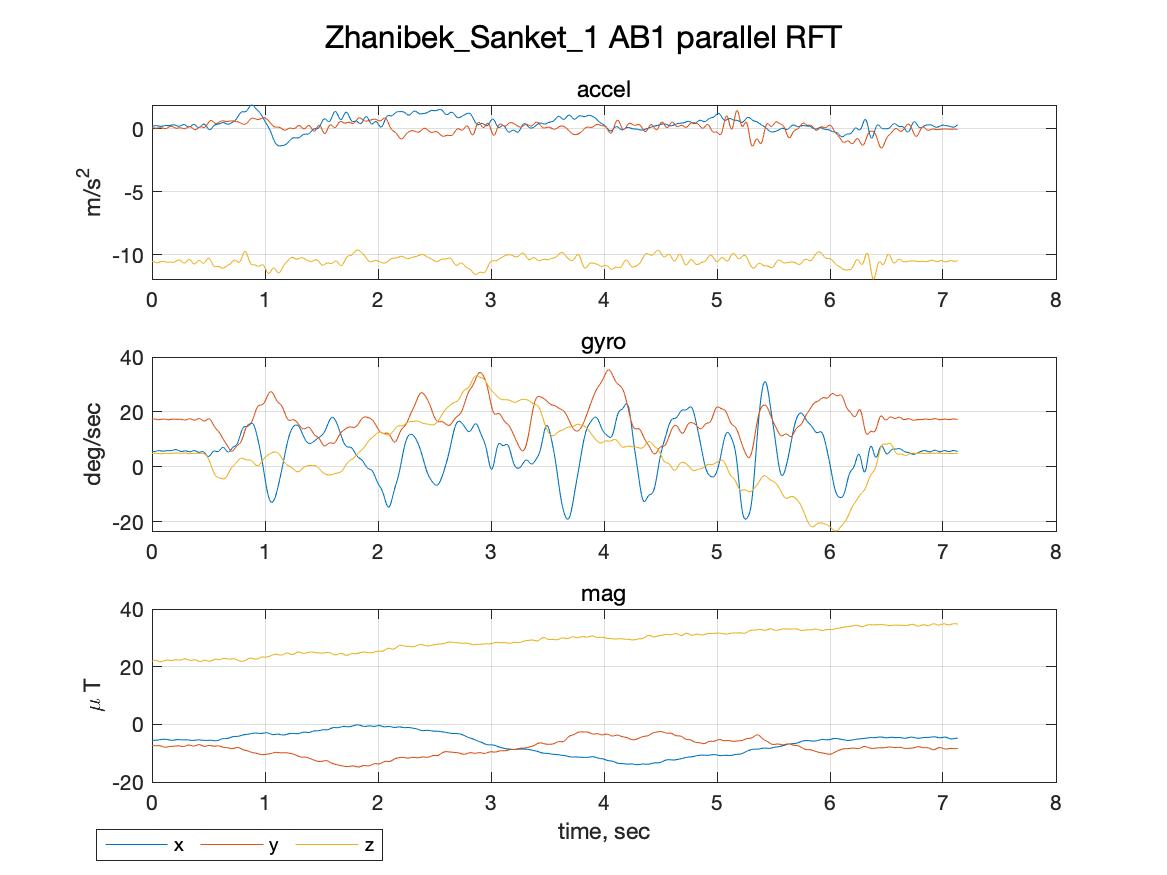 Zhanibek_Sanket_1 AB1 parallel RFT
accel
m/s²
0
-5
-10
0 1 2 3 4 5 6 7 8
gyro
deg/sec
40
20
0
-20
0 1 2 3 4 5 6 7 8
mag
μ T
40
20
0
-20
0 1 2 3 4 5 6 7 8
time, sec
x y z